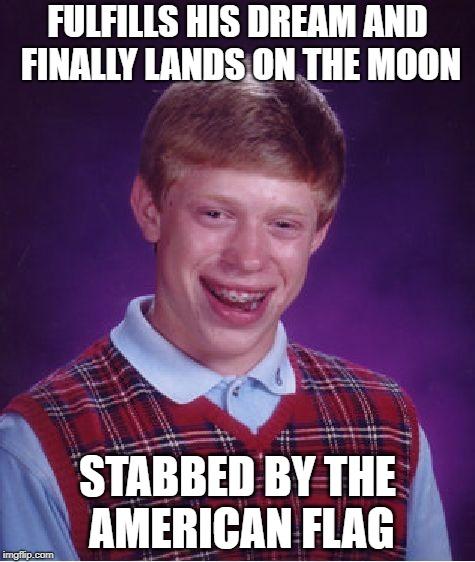 FULFILLS HIS DREAM AND
FINALLY LANDS ON THE MOON
STABBED BY THE
AMERICAN FLAG
imgflip.com